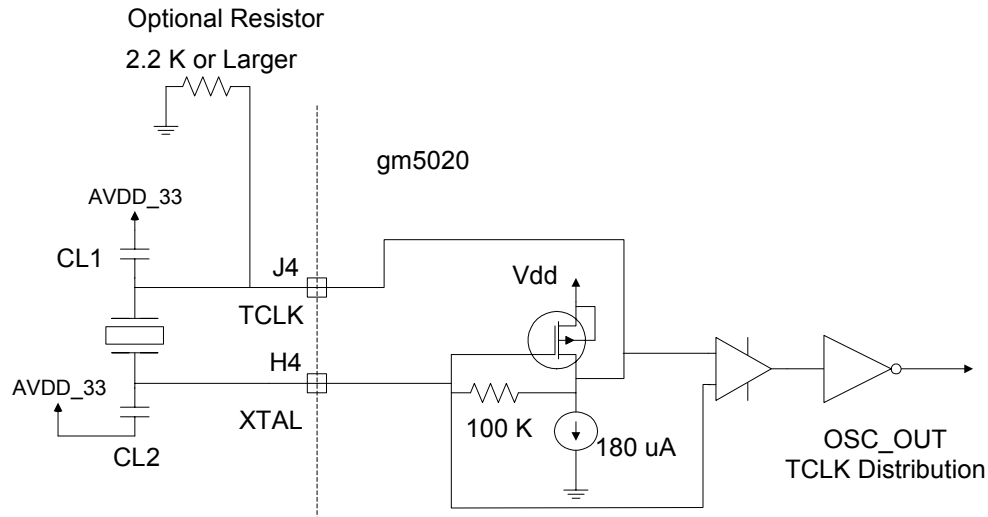 Optional Resistor
2.2 K or Larger
gm5020
AVDD_33
CL1
J4
TCLK
Vdd
H4
AVDD_33
XTAL
CL2
100 K
180 uA
OSC_OUT
TCLK Distribution